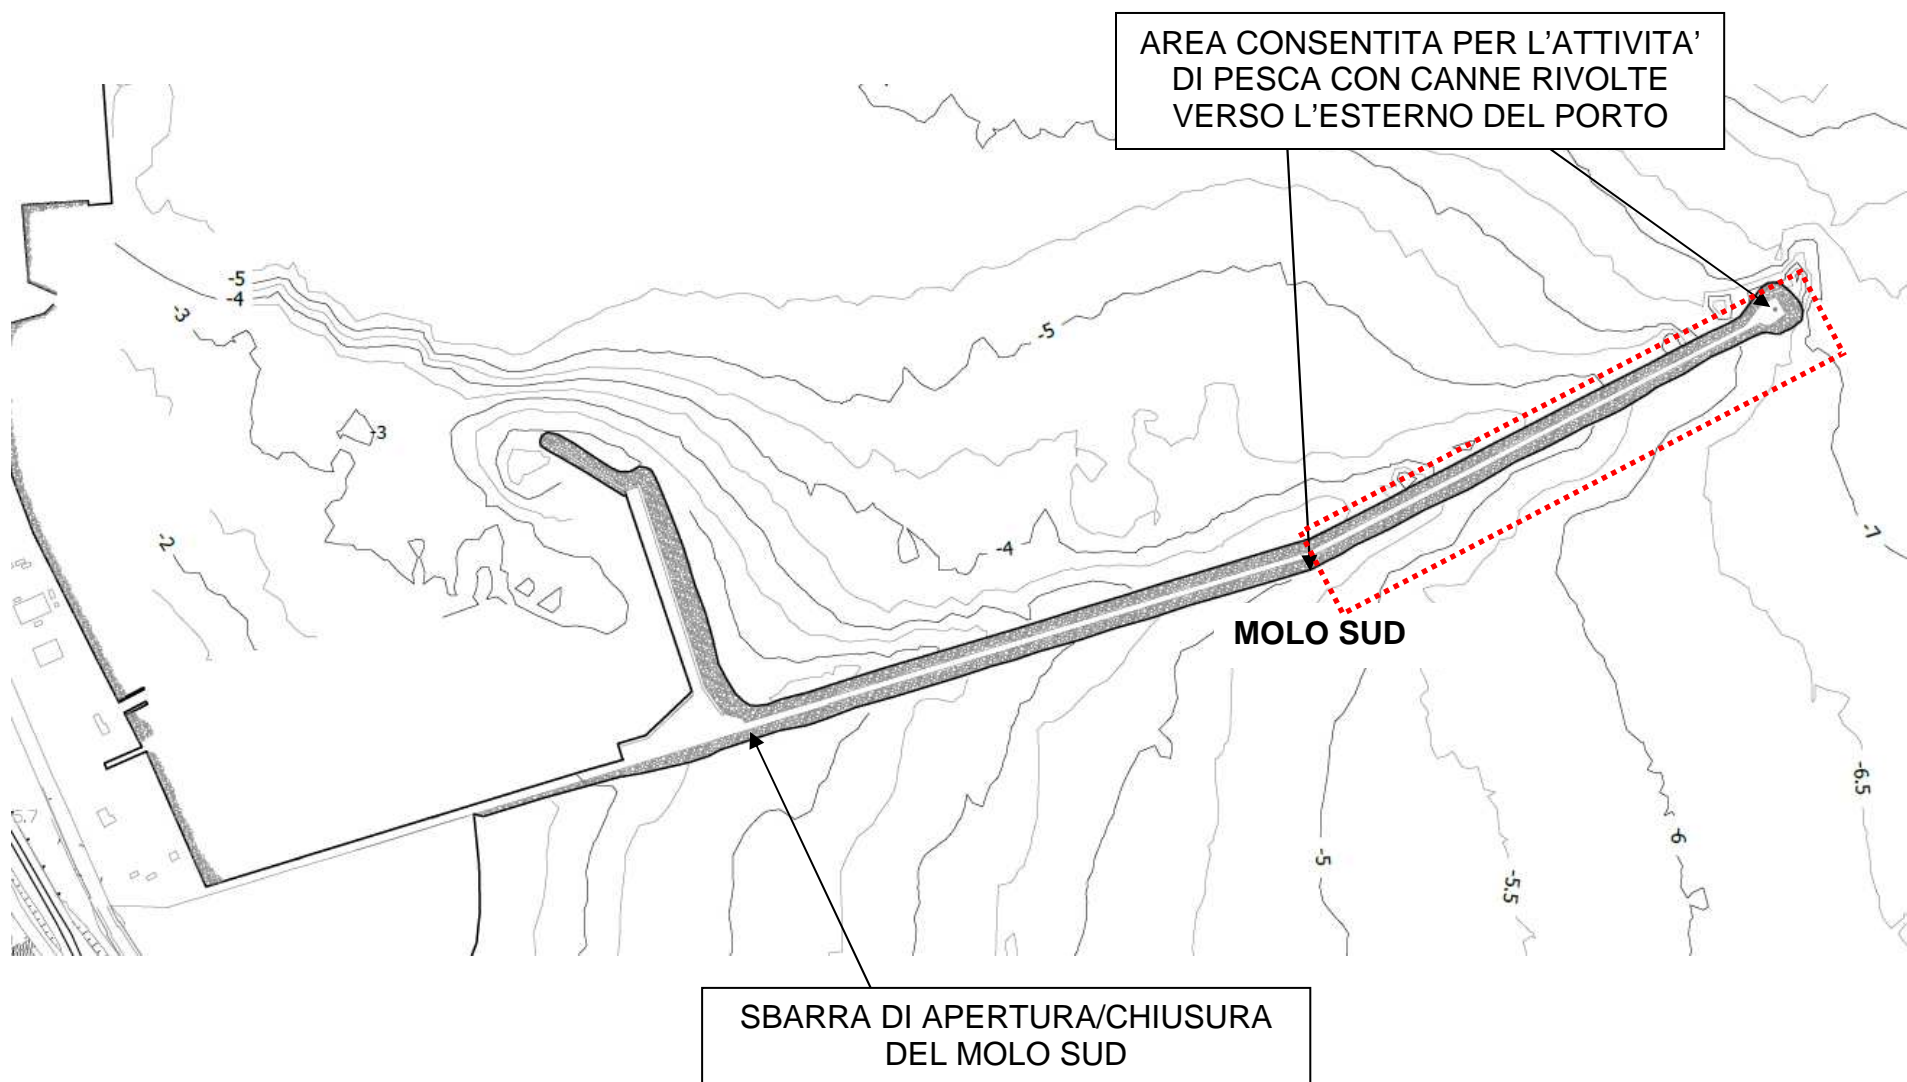 AREA CONSENTITA PER L’ATTIVITA’
DI PESCA CON CANNE RIVOLTE
VERSO L’ESTERNO DEL PORTO
-5
-4
-3
-5
-3
-2
-4
-7
MOLO SUD
-6.5
-6
-5
-5.5
SBARRA DI APERTURA/CHIUSURA
DEL MOLO SUD